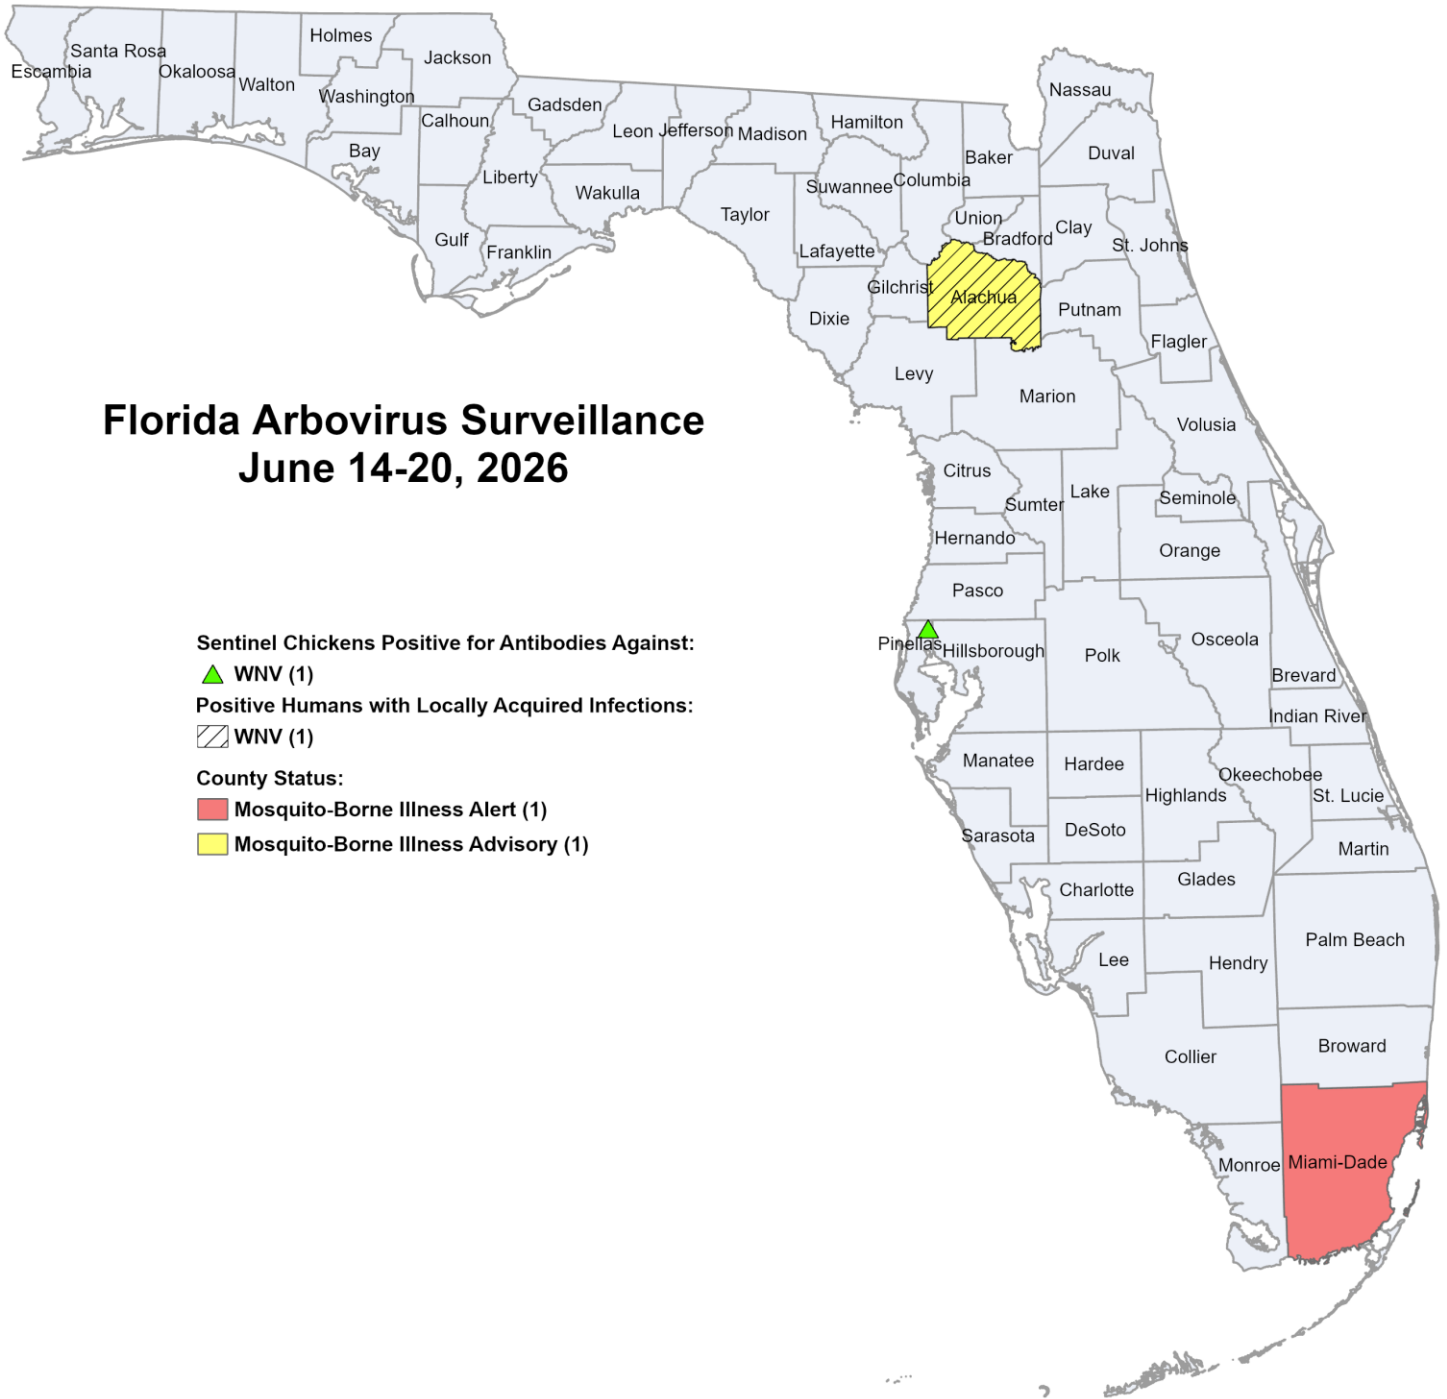 Holmes
Jackson
Santa Rosa
Escambia
Okaloosa
Walton
Washington
Nassau
Gadsden
Calhoun
Leon
Jefferson
Madison
Hamilton
Bay
Baker
Duval
Liberty
Wakulla
Suwannee
Columbia
Taylor
Union
Bradford
Clay
St. Johns
Gulf
Franklin
Lafayette
Gilchrist
Alachua
Putnam
Dixie
Flagler
Levy
Marion
Florida Arbovirus Surveillance
June 14-20, 2026
Volusia
Citrus
Sumter
Lake
Seminole
Hernando
Orange
Pasco
Sentinel Chickens Positive for Antibodies Against:
WNV (1)
Positive Humans with Locally Acquired Infections:
WNV (1)
County Status:
Mosquito-Borne Illness Alert (1)
Mosquito-Borne Illness Advisory (1)
Pinellas
Hillsborough
Polk
Osceola
Brevard
Indian River
Manatee
Hardee
Okeechobee
Highlands
St. Lucie
Sarasota
DeSoto
Martin
Charlotte
Glades
Palm Beach
Lee
Hendry
Broward
Collier
Monroe
Miami-Dade